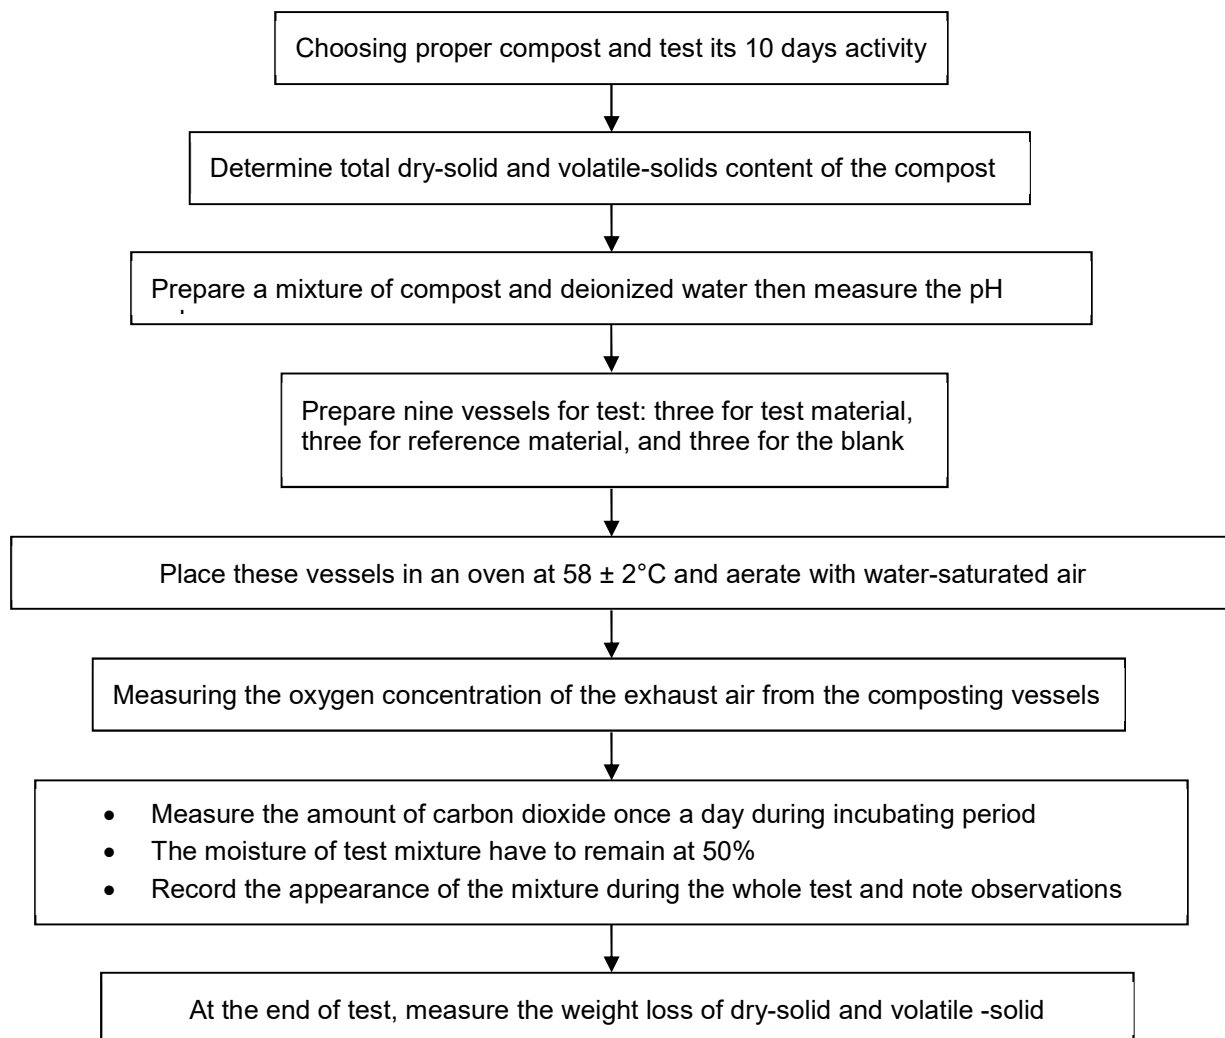 Choosing proper compost and test its 10 days activity
Determine total dry-solid and volatile-solids content of the compost
Prepare a mixture of compost and deionized water then measure the pH
Prepare nine vessels for test: three for test material,
three for reference material, and three for the blank
Place these vessels in an oven at 58 ± 2°C and aerate with water-saturated air
Measuring the oxygen concentration of the exhaust air from the composting vessels
• Measure the amount of carbon dioxide once a day during incubating period
• The moisture of test mixture have to remain at 50%
• Record the appearance of the mixture during the whole test and note observations
At the end of test, measure the weight loss of dry-solid and volatile -solid